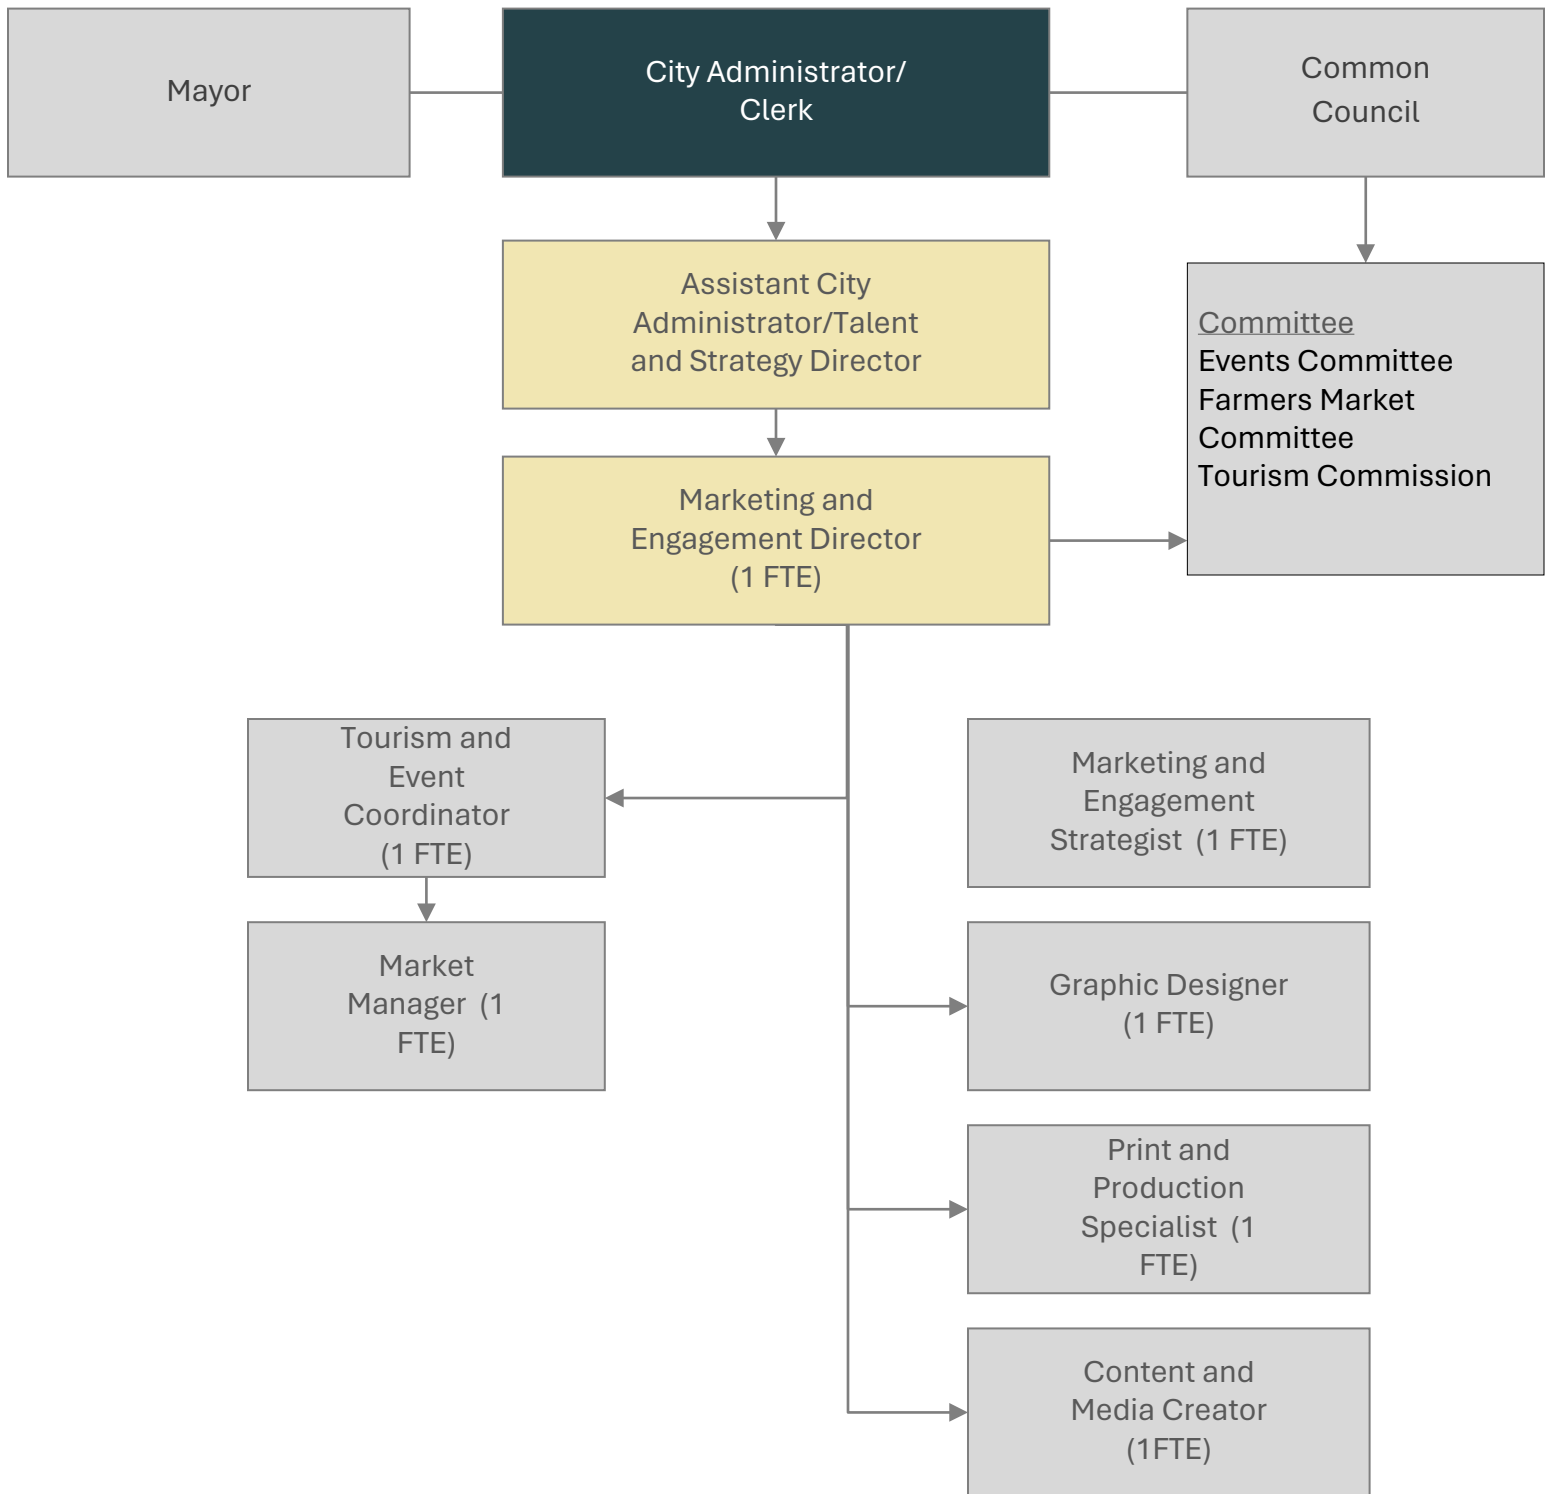 Mayor
City Administrator/
Clerk
Common
Council
Assistant City
Administrator/Talent
and Strategy Director
Committee
Events Committee
Farmers Market
Committee
Tourism Commission
Marketing and
Engagement Director
(1 FTE)
Tourism and
Event
Coordinator
(1 FTE)
Marketing and
Engagement
Strategist  (1 FTE)
Market
Manager  (1
FTE)
Graphic Designer
(1 FTE)
Print and
Production
Specialist  (1
FTE)
Content and
Media Creator
(1FTE)